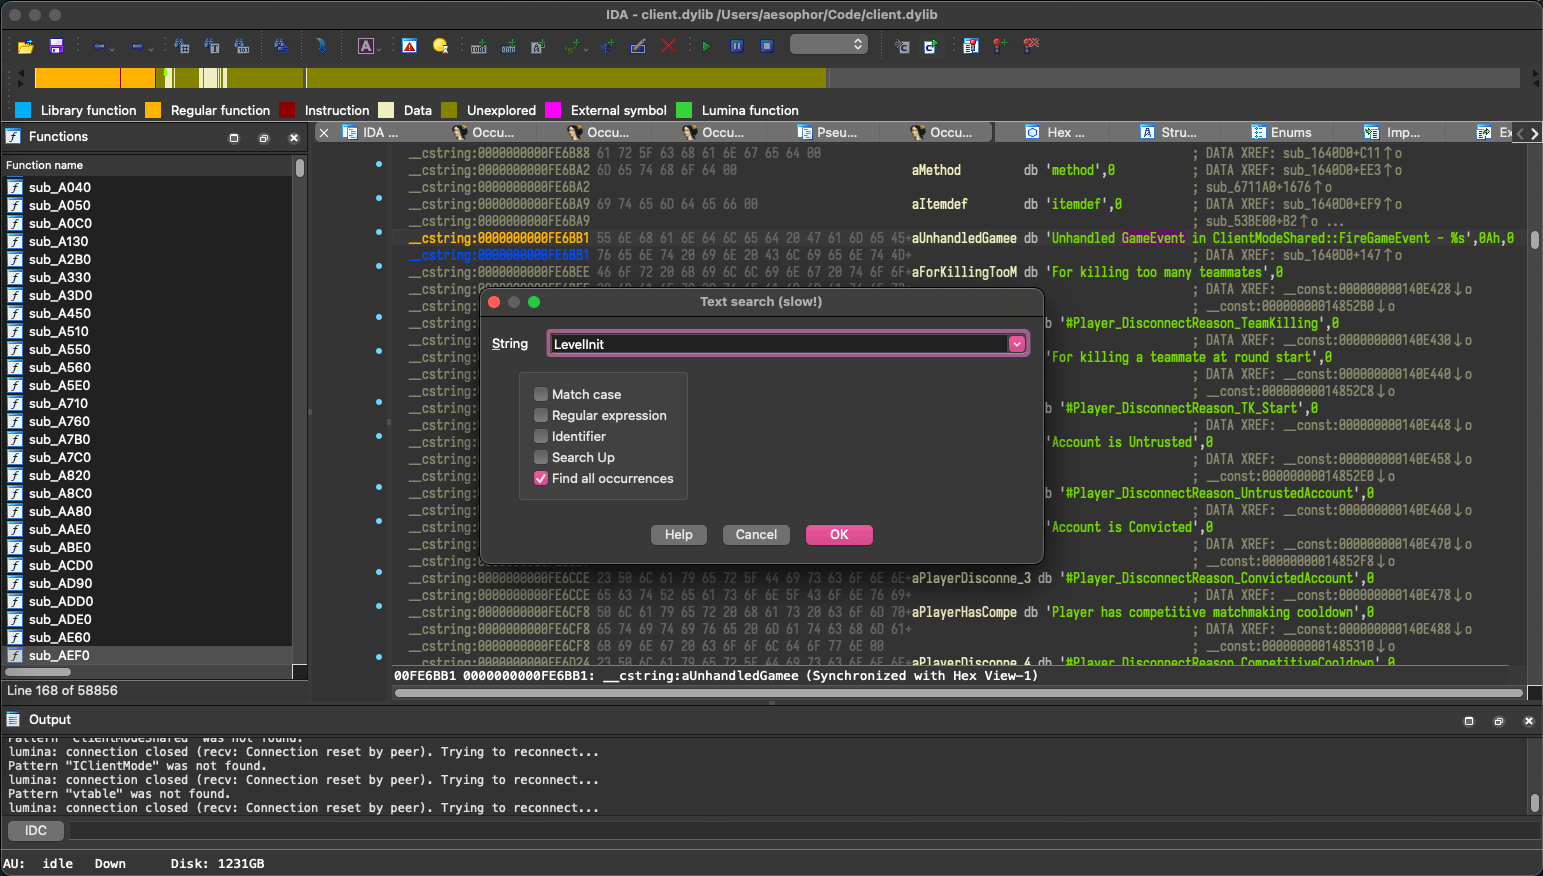 IDA - client.dylib /Users/aesophor/Code/client.dylib
Library function Regular function Instruction Data Unexplored External symbol Lumina function
Functions
IDA ... Occu... Occu... Occu... Pseu... Occu... Hex ... Stru... Enums Imp... Ex
Function name
sub_A040
sub_A050
sub_A0C0
sub_A130
sub_A2B0
sub_A330
sub_A3D0
sub_A450
sub_A510
sub_A550
sub_A560
sub_A5E0
sub_A710
sub_A760
sub_A7B0
sub_A7C0
sub_A820
sub_A8C0
sub_AA80
sub_AAE0
sub_ABE0
sub_ACD0
sub_AD90
sub_ADD0
sub_ADE0
sub_AE60
sub_AEF0
Line 168 of 58856
__cstring:0000000000FE6B88 61 72 5F 63 68 61 6E 67 65 64 00 ; DATA XREF: sub_1640D0+C11↑o
__cstring:0000000000FE6BA2 6D 65 74 68 6F 64 00 aMethod db 'method',0 ; DATA XREF: sub_1640D0+EE3↑o
__cstring:0000000000FE6BA2 ; sub_6711A0+1676↑o
__cstring:0000000000FE6BA9 69 74 65 6D 64 65 66 00 aItemdef db 'itemdef',0 ; DATA XREF: sub_1640D0+EF9↑o
__cstring:0000000000FE6BA9 ; sub_53BE00+B2↑o ...
__cstring:0000000000FE6BB1 55 6E 68 61 6E 64 6C 65 64 20 47 61 6D 65 45+aUnhandledGamee db 'Unhandled GameEvent in ClientModeShared::FireGameEvent - %s',0Ah,0
__cstring:0000000000FE6BB1 76 65 6E 74 20 69 6E 20 43 6C 69 65 6E 74 4D+ ; DATA XREF: sub_1640D0+147↑o
__cstring:0000000000FE6BEE 46 6F 72 20 6B 69 6C 6C 69 6E 67 20 74 6F 6F+aForKillingTooM db 'For killing too many teammates',0
__cstring: ; DATA XREF: __const:000000000140E428↓o
__cstring: ; __const:00000000014852B0↓o
__cstring: b '#Player_DisconnectReason_TeamKilling',0
__cstring: ; DATA XREF: __const:000000000140E430↓o
__cstring: 'For killing a teammate at round start',0
__cstring: ; DATA XREF: __const:000000000140E440↓o
__cstring: ; __const:00000000014852C8↓o
__cstring: b '#Player_DisconnectReason_TK_Start',0
__cstring: ; DATA XREF: __const:000000000140E448↓o
__cstring: 'Account is Untrusted',0
__cstring: ; DATA XREF: __const:000000000140E458↓o
__cstring: ; __const:00000000014852E0↓o
__cstring: b '#Player_DisconnectReason_UntrustedAccount',0
__cstring: ; DATA XREF: __const:000000000140E460↓o
__cstring: 'Account is Convicted',0
__cstring: ; DATA XREF: __const:000000000140E470↓o
; __const:00000000014852F8↓o
__cstring:0000000000FE6CCE 23 50 6C 61 79 65 72 5F 44 69 73 63 6F 6E 6E+aPlayerDisconne_3 db '#Player_DisconnectReason_ConvictedAccount',0
__cstring:0000000000FE6CCE 65 63 74 52 65 61 73 6F 6E 5F 43 6F 6E 76 69+ ; DATA XREF: __const:000000000140E478↓o
__cstring:0000000000FE6CF8 50 6C 61 79 65 72 20 68 61 73 20 63 6F 6D 70+aPlayerHasCompe db 'Player has competitive matchmaking cooldown',0
__cstring:0000000000FE6CF8 65 74 69 74 69 76 65 20 6D 61 74 63 68 6D 61+ ; DATA XREF: __const:000000000140E488↓o
__cstring:0000000000FE6CF8 6B 69 6E 67 20 63 6F 6F 6C 64 6F 77 6E 00 ; __const:0000000001485310↓o
__cstring:0000000000FE6D24 23 50 6C 61 79 65 72 5F 44 69 73 63 6F 6E 6E+aPlayerDisconne_4 db '#Player_DisconnectReason_CompetitiveCooldown',0
00FE6BB1 0000000000FE6BB1: __cstring:aUnhandledGamee (Synchronized with Hex View-1)
Text search (slow!)
String LevelInit
Match case
Regular expression
Identifier
Search Up
Find all occurrences
Help Cancel OK
Output
Pattern "ClientModeShared" was not found.
lumina: connection closed (recv: Connection reset by peer). Trying to reconnect...
Pattern "IClientMode" was not found.
lumina: connection closed (recv: Connection reset by peer). Trying to reconnect...
Pattern "vtable" was not found.
lumina: connection closed (recv: Connection reset by peer). Trying to reconnect...
IDC
AU: idle Down Disk: 1231GB